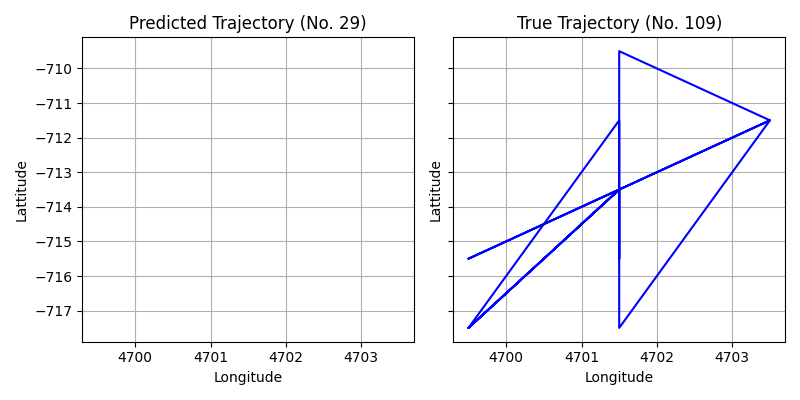 Predicted Trajectory (No. 29)
True Trajectory (No. 109)
−710
−711
−712
−713
−714
−715
−716
−717
Lattitude
Lattitude
4700
4701
4702
4703
4700
4701
4702
4703
Longitude
Longitude